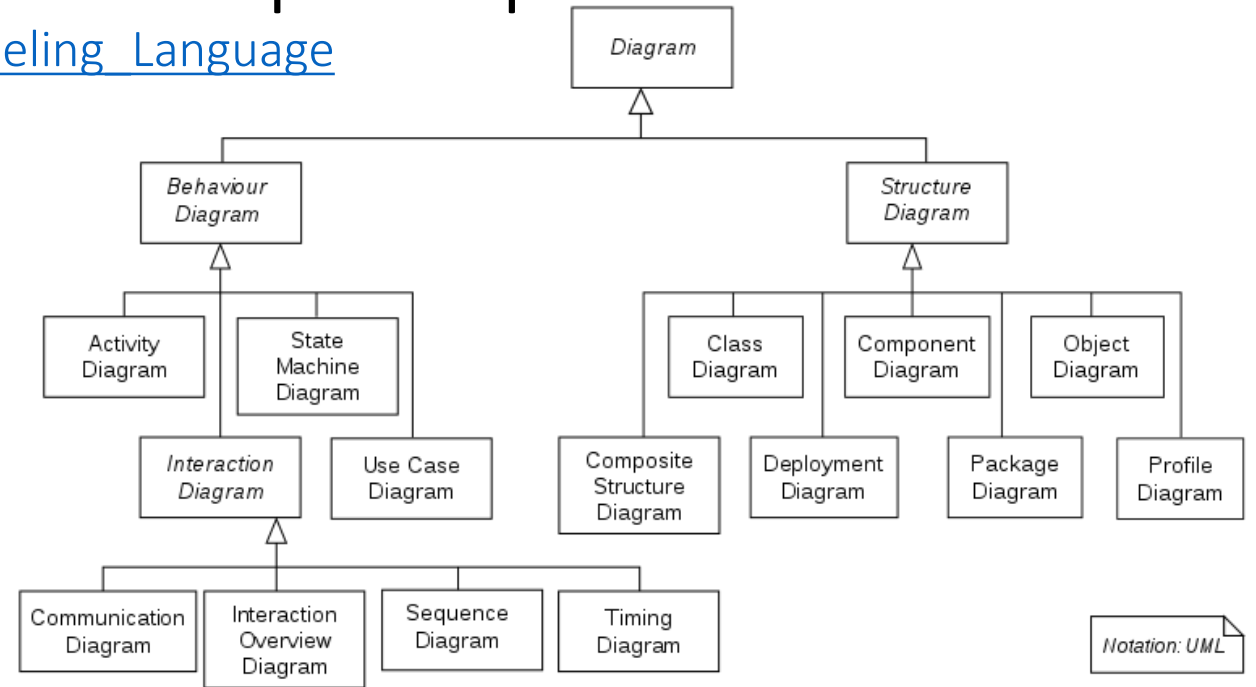 eling_Language
Diagram
Behaviour
Diagram
Structure
Diagram
Activity
Diagram
State
Machine
Diagram
Class
Diagram
Component
Diagram
Object
Diagram
Interaction
Diagram
Use Case
Diagram
Composite
Structure
Diagram
Deployment
Diagram
Package
Diagram
Profile
Diagram
Communication
Diagram
Interaction
Overview
Diagram
Sequence
Diagram
Timing
Diagram
Notation: UML